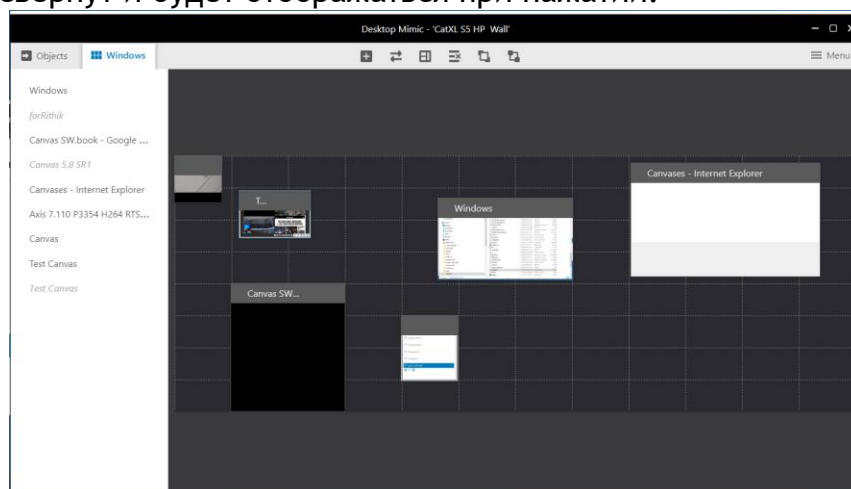 свернут и будет отображаться при нажатии.
Desktop Mimic - 'CatXL S5 HP Wall'
Objects
Windows
Menu
Windows
forRithik
Canvas SW.book - Google ...
Canvas 5.8 SR1
Canvases - Internet Explorer
Axis 7.110 P3354 H264 RTS...
Canvas
Test Canvas
Test Canvas
Canvases - Internet Explorer
T...
Windows
Canvas SW...